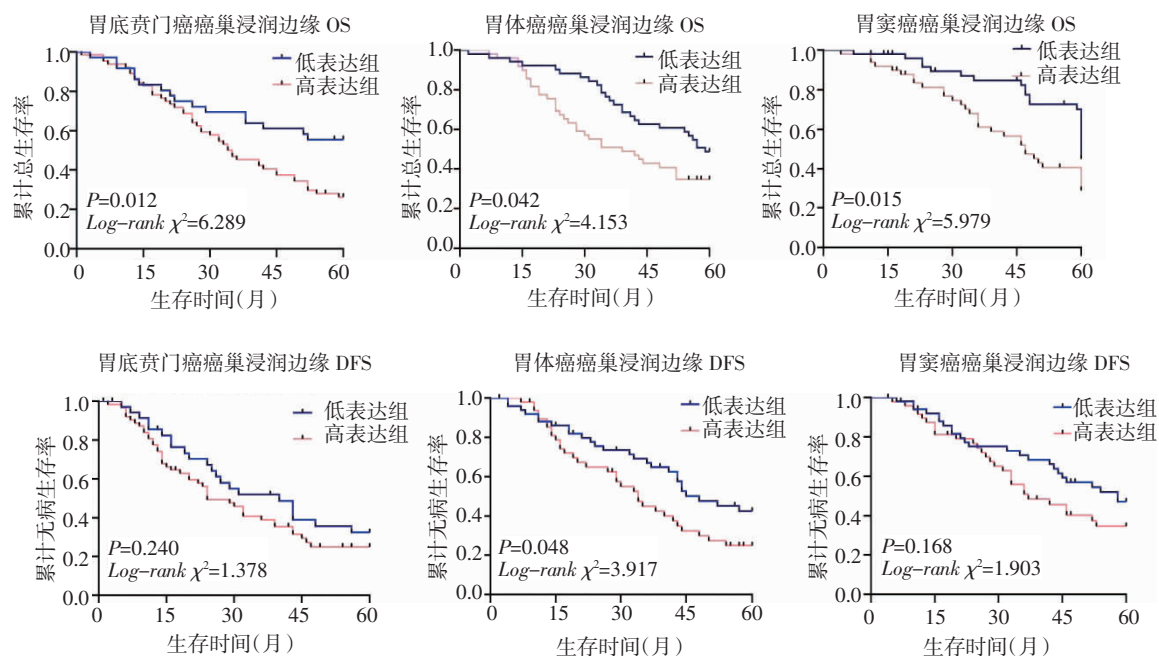 胃底贲门癌癌巢浸润边缘 OS
1.0
0.8
0.6
0.4
0.2
0.0
累计总生存率
低表达组
高表达组
P=0.012
Log-rank χ²=6.289
0 15 30 45 60
生存时间(月)
胃体癌癌巢浸润边缘 OS
1.0
0.8
0.6
0.4
0.2
0.0
累计总生存率
低表达组
高表达组
P=0.042
Log-rank χ²=4.153
0 15 30 45 60
生存时间(月)
胃窦癌癌巢浸润边缘 OS
1.0
0.8
0.6
0.4
0.2
0.0
累计总生存率
低表达组
高表达组
P=0.015
Log-rank χ²=5.979
0 15 30 45 60
生存时间(月)
胃底贲门癌癌巢浸润边缘 DFS
1.0
0.8
0.6
0.4
0.2
0.0
累计无病生存率
低表达组
高表达组
P=0.240
Log-rank χ²=1.378
0 15 30 45 60
生存时间(月)
胃体癌癌巢浸润边缘 DFS
1.0
0.8
0.6
0.4
0.2
0.0
累计无病生存率
低表达组
高表达组
P=0.048
Log-rank χ²=3.917
0 15 30 45 60
生存时间(月)
胃窦癌癌巢浸润边缘 DFS
1.0
0.8
0.6
0.4
0.2
0.0
累计无病生存率
低表达组
高表达组
P=0.168
Log-rank χ²=1.903
0 15 30 45 60
生存时间(月)